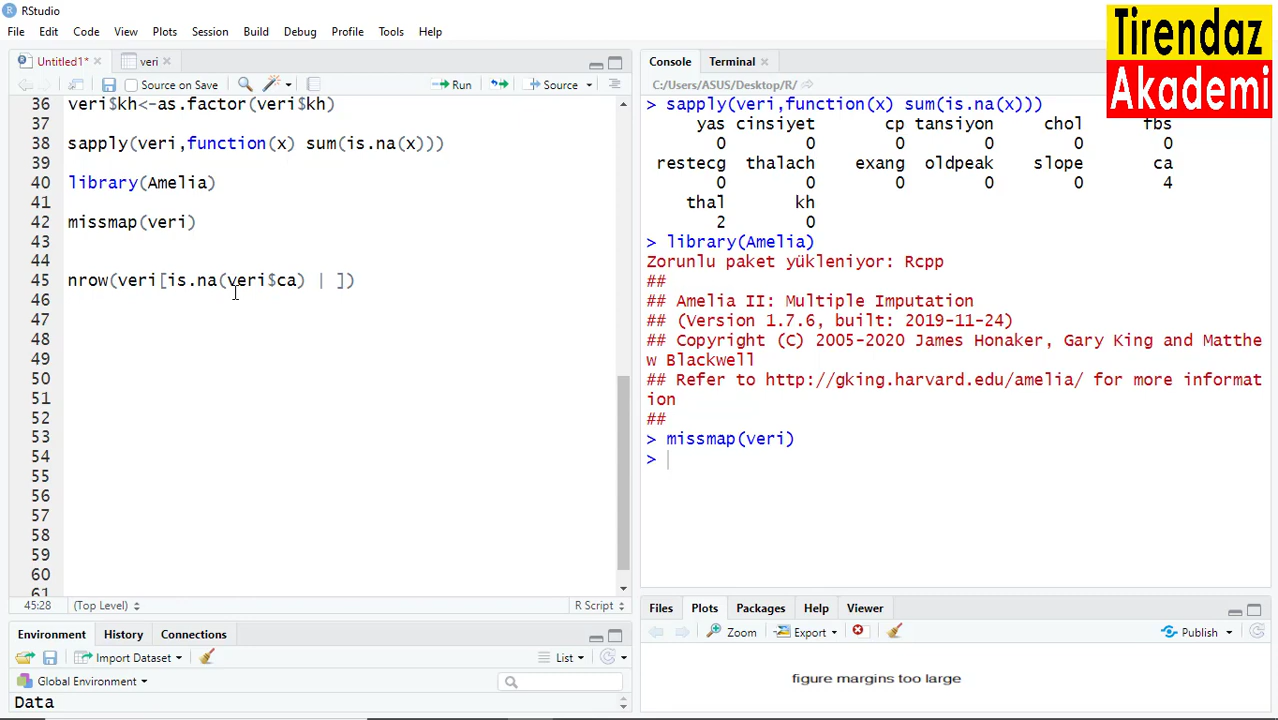 RStudio
File Edit Code View Plots Session Build Debug Profile Tools Help
Tirendaz
Akademi
Untitled1* veri
Source on Save Run Source
36 veri$kh<-as.factor(veri$kh)
37
38 sapply(veri,function(x) sum(is.na(x)))
39
40 library(Amelia)
41
42 missmap(veri)
43
44
45 nrow(veri[is.na(veri$ca) | ])
46
47
48
49
50
51
52
53
54
55
56
57
58
59
60
61
45:28 (Top Level) R Script
Environment History Connections
Import Dataset List
Global Environment
Data
Console Terminal
C:/Users/ASUS/Desktop/R/
> sapply(veri,function(x) sum(is.na(x)))
yas cinsiyet cp tansiyon chol fbs
0 0 0 0 0 0
restecg thalach exang oldpeak slope ca
0 0 0 0 0 4
thal kh
2 0
> library(Amelia)
Zorunlu paket yükleniyor: Rcpp
##
## Amelia II: Multiple Imputation
## (Version 1.7.6, built: 2019-11-24)
## Copyright (C) 2005-2020 James Honaker, Gary King and Matthe
w Blackwell
## Refer to http://gking.harvard.edu/amelia/ for more informat
ion
##
> missmap(veri)
>
Files Plots Packages Help Viewer
Zoom Export Publish
figure margins too large